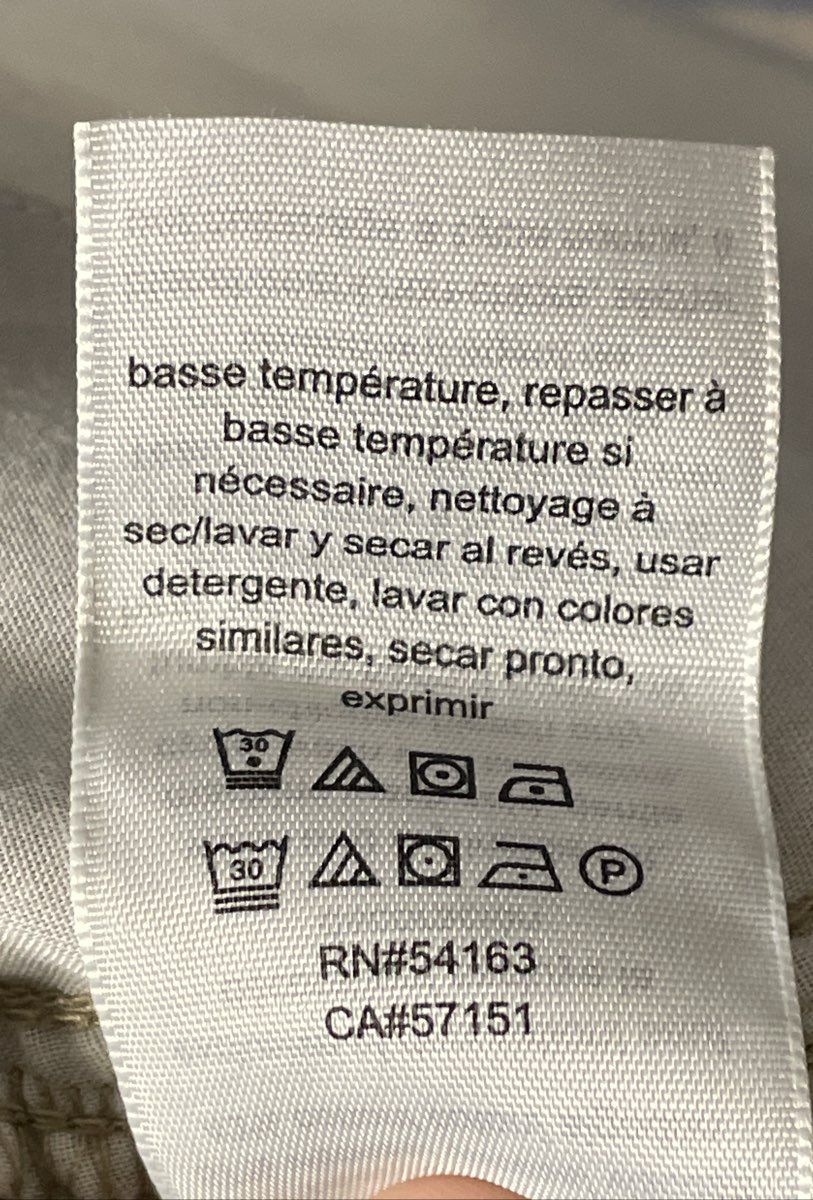 basse température, repasser à
basse température si
nécessaire, nettoyage à
sec/lavar y secar al revés, usar
detergente, lavar con colores
similares, secar pronto,
exprimir
30
30 P
RN#54163
CA#57151